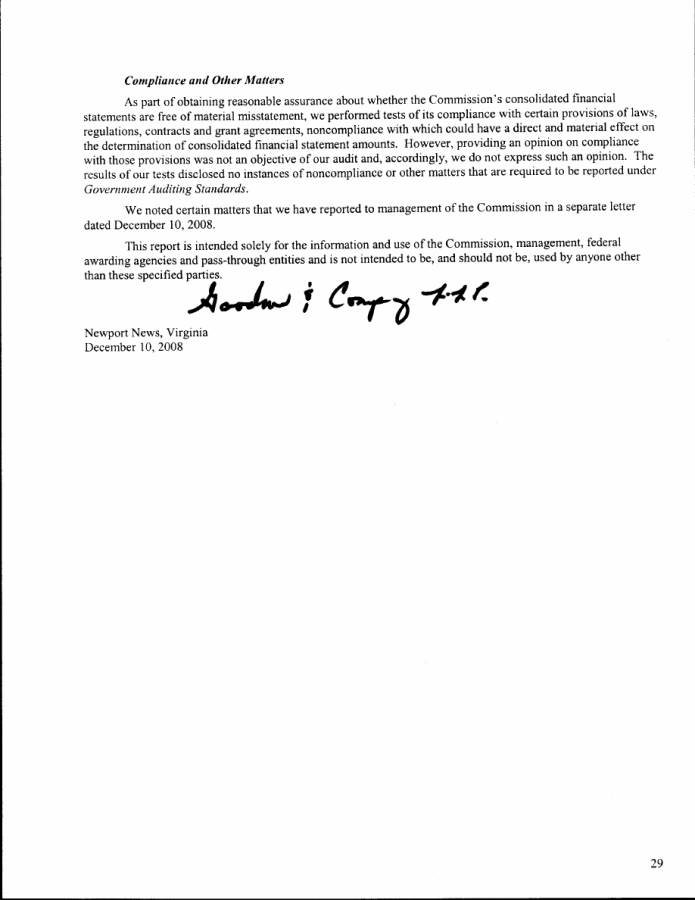 Compliance and Other Matters
As part of obtaining reasonable assurance about whether the Commission's consolidated financial
statements are free of material misstatement, we performed tests of its compliance with certain provisions of laws,
regulations, contracts and grant agreements, noncompliance with which could have a direct and material effect on
the determination of consolidated financial statement amounts. However, providing an opinion on compliance
with those provisions was not an objective of our audit and, accordingly, we do not express such an opinion. The
results of our tests disclosed no instances of noncompliance or other matters that are required to be reported under
Government Auditing Standards.
We noted certain matters that we have reported to management of the Commission in a separate letter
dated December 10, 2008.
This report is intended solely for the information and use of the Commission, management, federal
awarding agencies and pass-through entities and is not intended to be, and should not be, used by anyone other
than these specified parties.
Goodman & Company L.L.P.
Newport News, Virginia
December 10, 2008
29